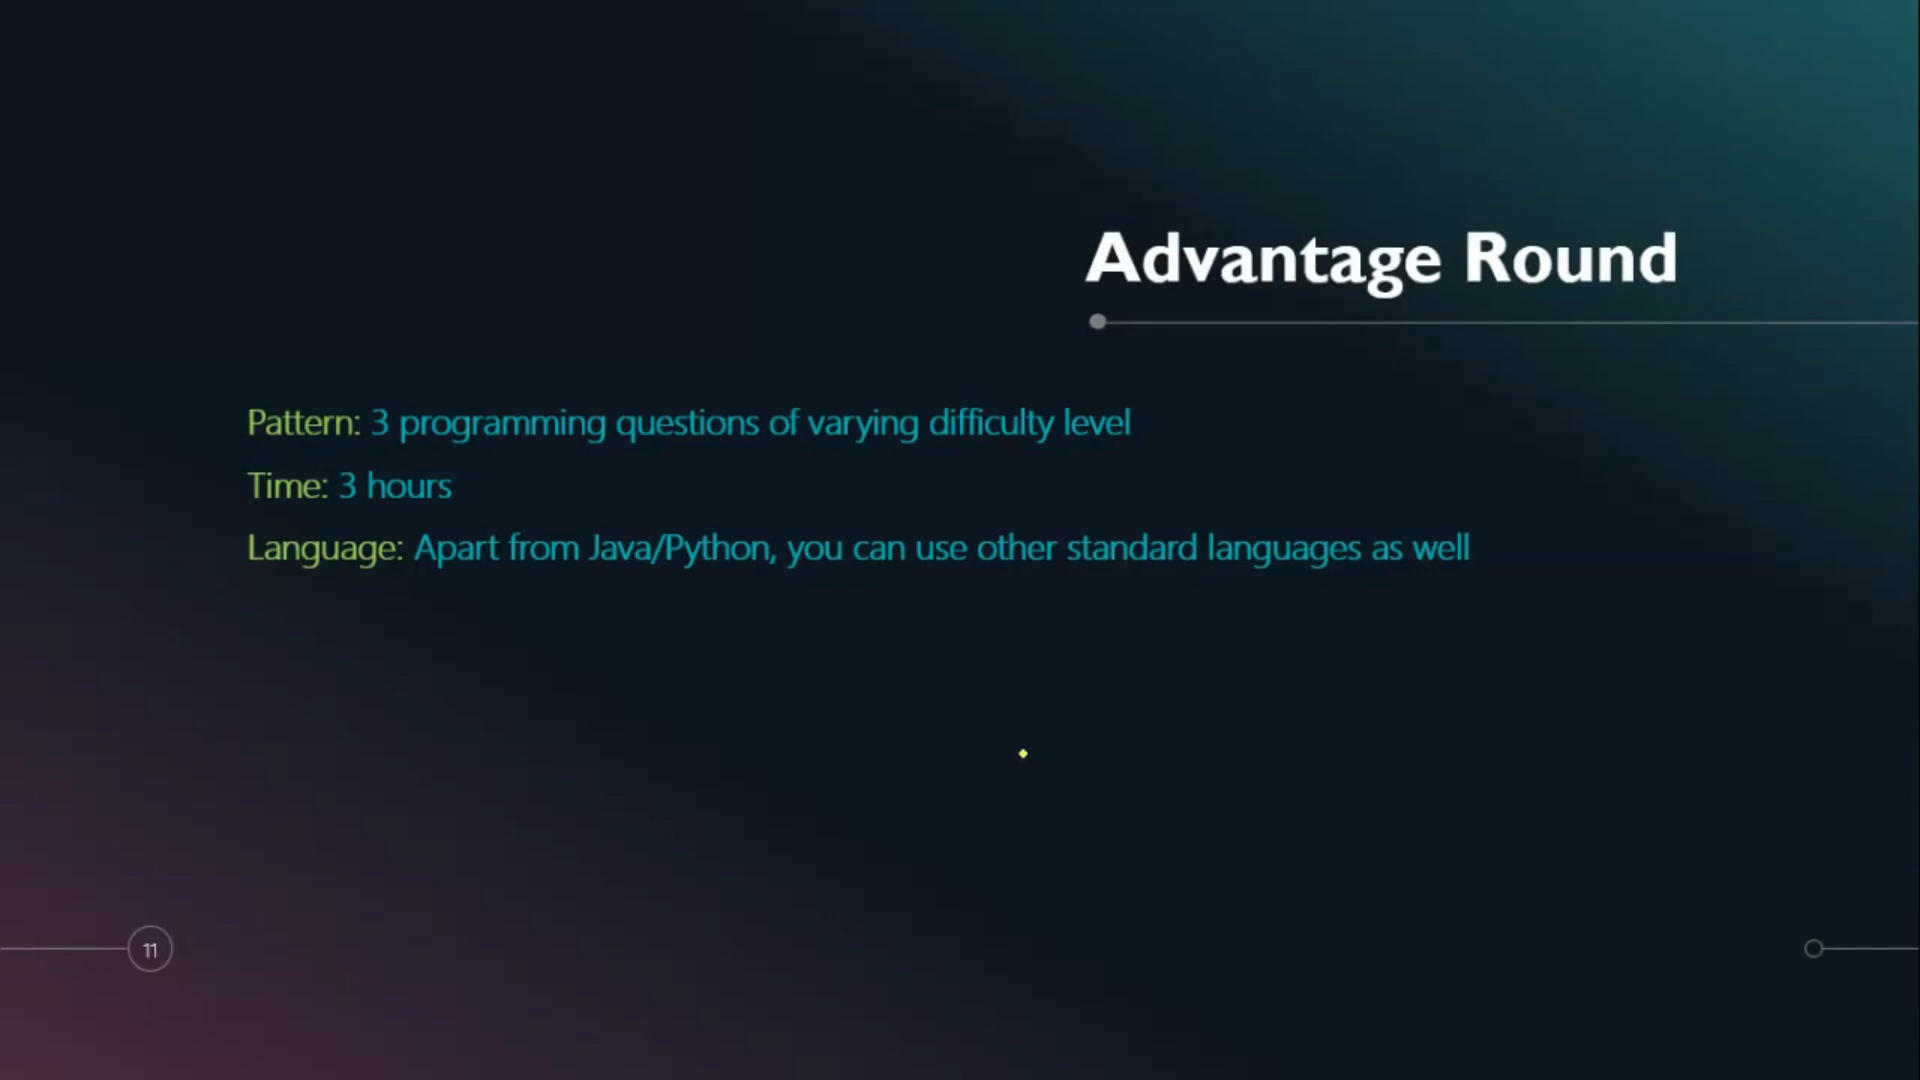 Advantage Round
Pattern: 3 programming questions of varying difficulty level
Time: 3 hours
Language: Apart from Java/Python, you can use other standard languages as well
11